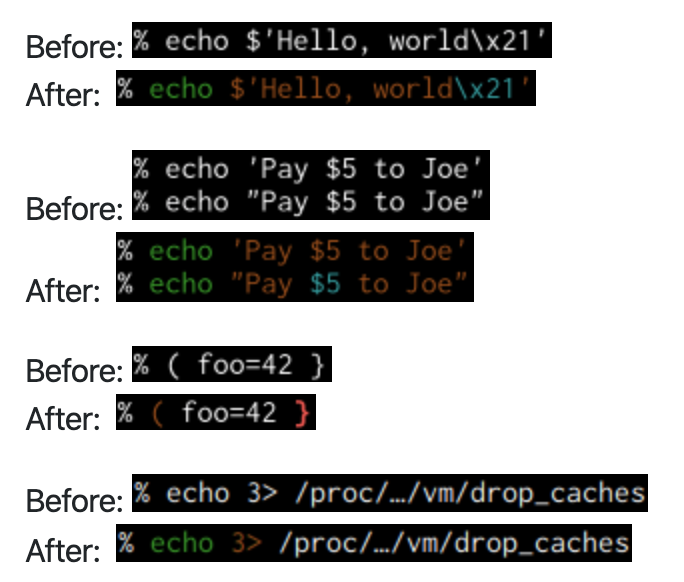 Before: % echo $'Hello, world\x21'
After: % echo $'Hello, world\x21'
% echo 'Pay $5 to Joe'
Before: % echo "Pay $5 to Joe"
% echo 'Pay $5 to Joe'
After: % echo "Pay $5 to Joe"
Before: % ( foo=42 }
After: % ( foo=42 }
Before: % echo 3> /proc/…/vm/drop_caches
After: % echo 3> /proc/…/vm/drop_caches